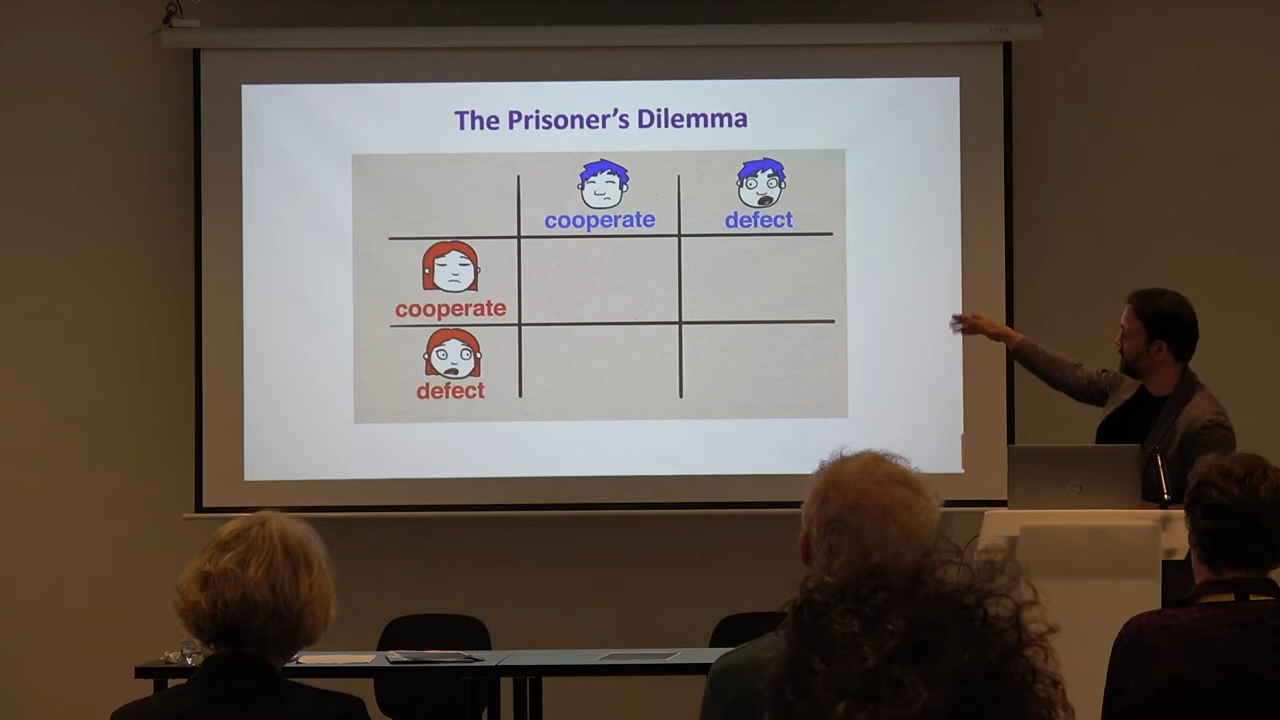 The Prisoner's Dilemma
cooperate
defect
cooperate
defect